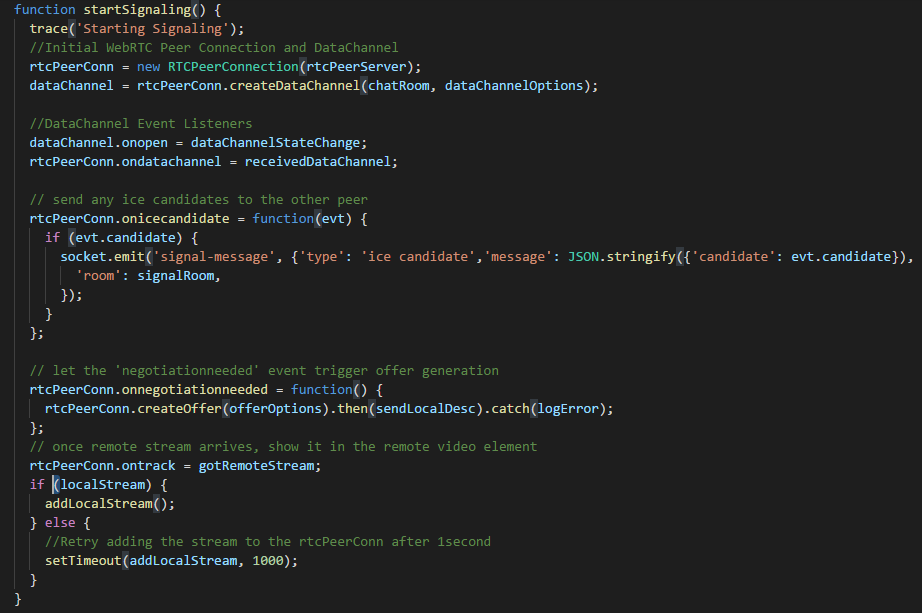 function startSignaling() {
trace('Starting Signaling');
//Initial WebRTC Peer Connection and DataChannel
rtcPeerConn = new RTCPeerConnection(rtcPeerServer);
dataChannel = rtcPeerConn.createDataChannel(chatRoom, dataChannelOptions);
//DataChannel Event Listeners
dataChannel.onopen = dataChannelStateChange;
rtcPeerConn.ondatachannel = receivedDataChannel;
// send any ice candidates to the other peer
rtcPeerConn.onicecandidate = function(evt) {
if (evt.candidate) {
socket.emit('signal-message', {'type': 'ice candidate','message': JSON.stringify({'candidate': evt.candidate}),
'room': signalRoom,
});
}
};
// let the 'negotiationneeded' event trigger offer generation
rtcPeerConn.onnegotiationneeded = function() {
rtcPeerConn.createOffer(offerOptions).then(sendLocalDesc).catch(logError);
};
// once remote stream arrives, show it in the remote video element
rtcPeerConn.ontrack = gotRemoteStream;
if (localStream) {
addLocalStream();
} else {
//Retry adding the stream to the rtcPeerConn after 1second
setTimeout(addLocalStream, 1000);
}
}